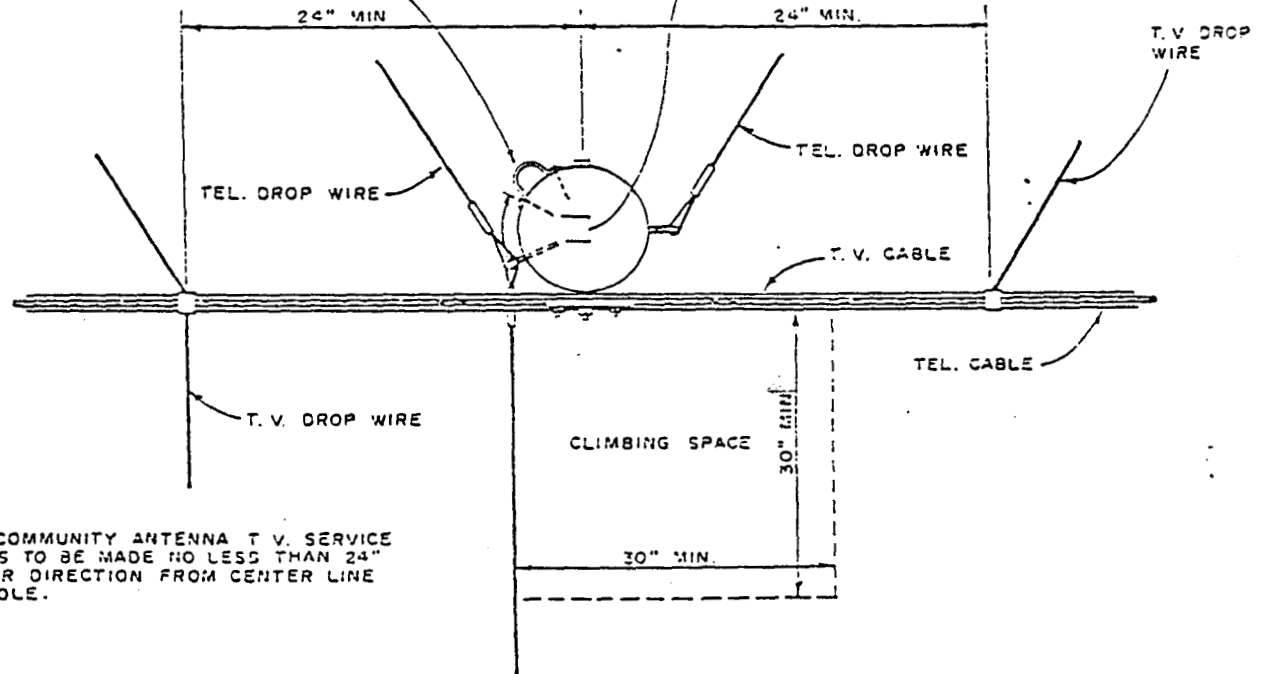 24" MIN
24" MIN.
T. V. DROP
WIRE
TEL. DROP WIRE
TEL. DROP WIRE
T. V. CABLE
TEL. CABLE
T. V. DROP WIRE
CLIMBING SPACE
30" MIN.
30" MIN.
COMMUNITY ANTENNA T V. SERVICE
S TO BE MADE NO LESS THAN 24"
R DIRECTION FROM CENTER LINE
OLE.